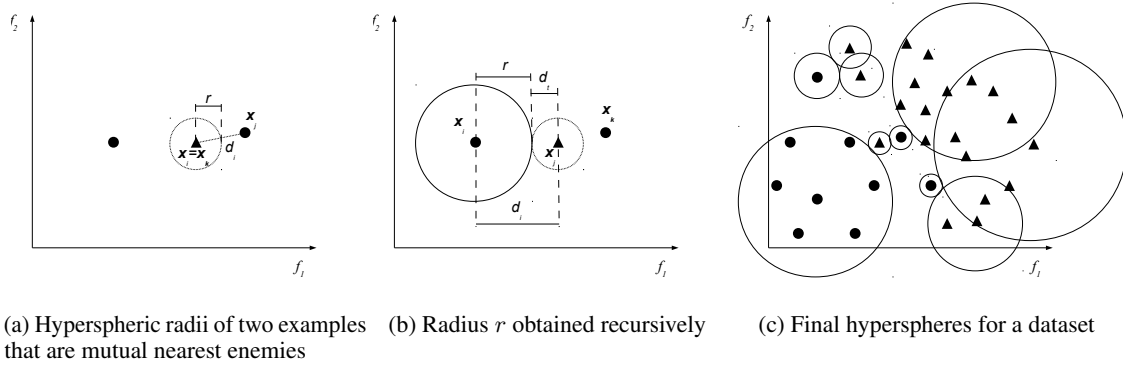 f2
r
xj
xi=xk
di
f1
(a) Hyperspheric radii of two examples
that are mutual nearest enemies
f2
r
dt
xk
xi
xj
di
f1
(b) Radius r obtained recursively
f2
f1
(c) Final hyperspheres for a dataset